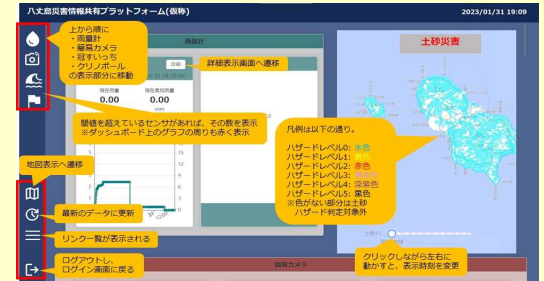 八丈島災害情報共有プラットフォーム(仮称)
2023/01/31 19:09
上から順に
・雨量計
・簡易カメラ
・冠すいっち
・クリノポール
の表示部分に移動
雨量計
詳細
詳細表示画面へ遷移
現在雨量
0.00
現在累加雨量
0.00
mm
閾値を超えているセンサがあれば、その数を表示
※ダッシュボード上のグラフの周りも赤く表示
地図表示へ遷移
最新のデータに更新
リンク一覧が表示される
ログアウトし、
ログイン画面に戻る
簡易カメラ
土砂災害
凡例は以下の通り。
ハザードレベル0: 水色
ハザードレベル1: 黄色
ハザードレベル2: 赤色
ハザードレベル3:
ハザードレベル4: 深紫色
ハザードレベル5: 黒色
※色がない部分は土砂
ハザード判定対象外
クリックしながら左右に
動かすと、表示時刻を変更